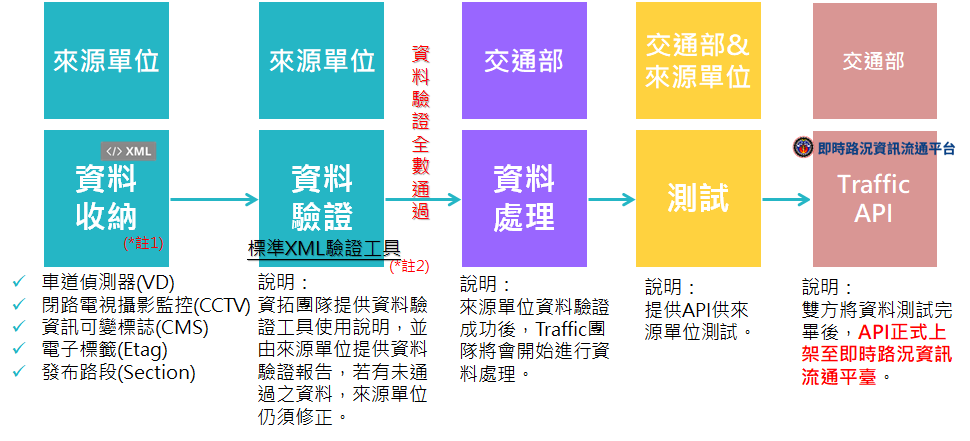 來源單位
來源單位
交通部
交通部&
來源單位
交通部
資料驗證全數通過
</> XML
資料
收納
(*註1)
資料
驗證
標準XML驗證工具
(*註2)
資料
處理
測試
即時路況資訊流通平台
Traffic
API
✓ 車道偵測器(VD)
✓ 閉路電視攝影監控(CCTV)
✓ 資訊可變標誌(CMS)
✓ 電子標籤(Etag)
✓ 發布路段(Section)
說明：
資拓團隊提供資料驗
證工具使用說明，並
由來源單位提供資料
驗證報告，若有未通
過之資料，來源單位
仍須修正。
說明：
來源單位資料驗證
成功後，Traffic團
隊將會開始進行資
料處理。
說明：
提供API供來
源單位測試。
說明：
雙方將資料測試完
畢後，API正式上
架至即時路況資訊
流通平臺。